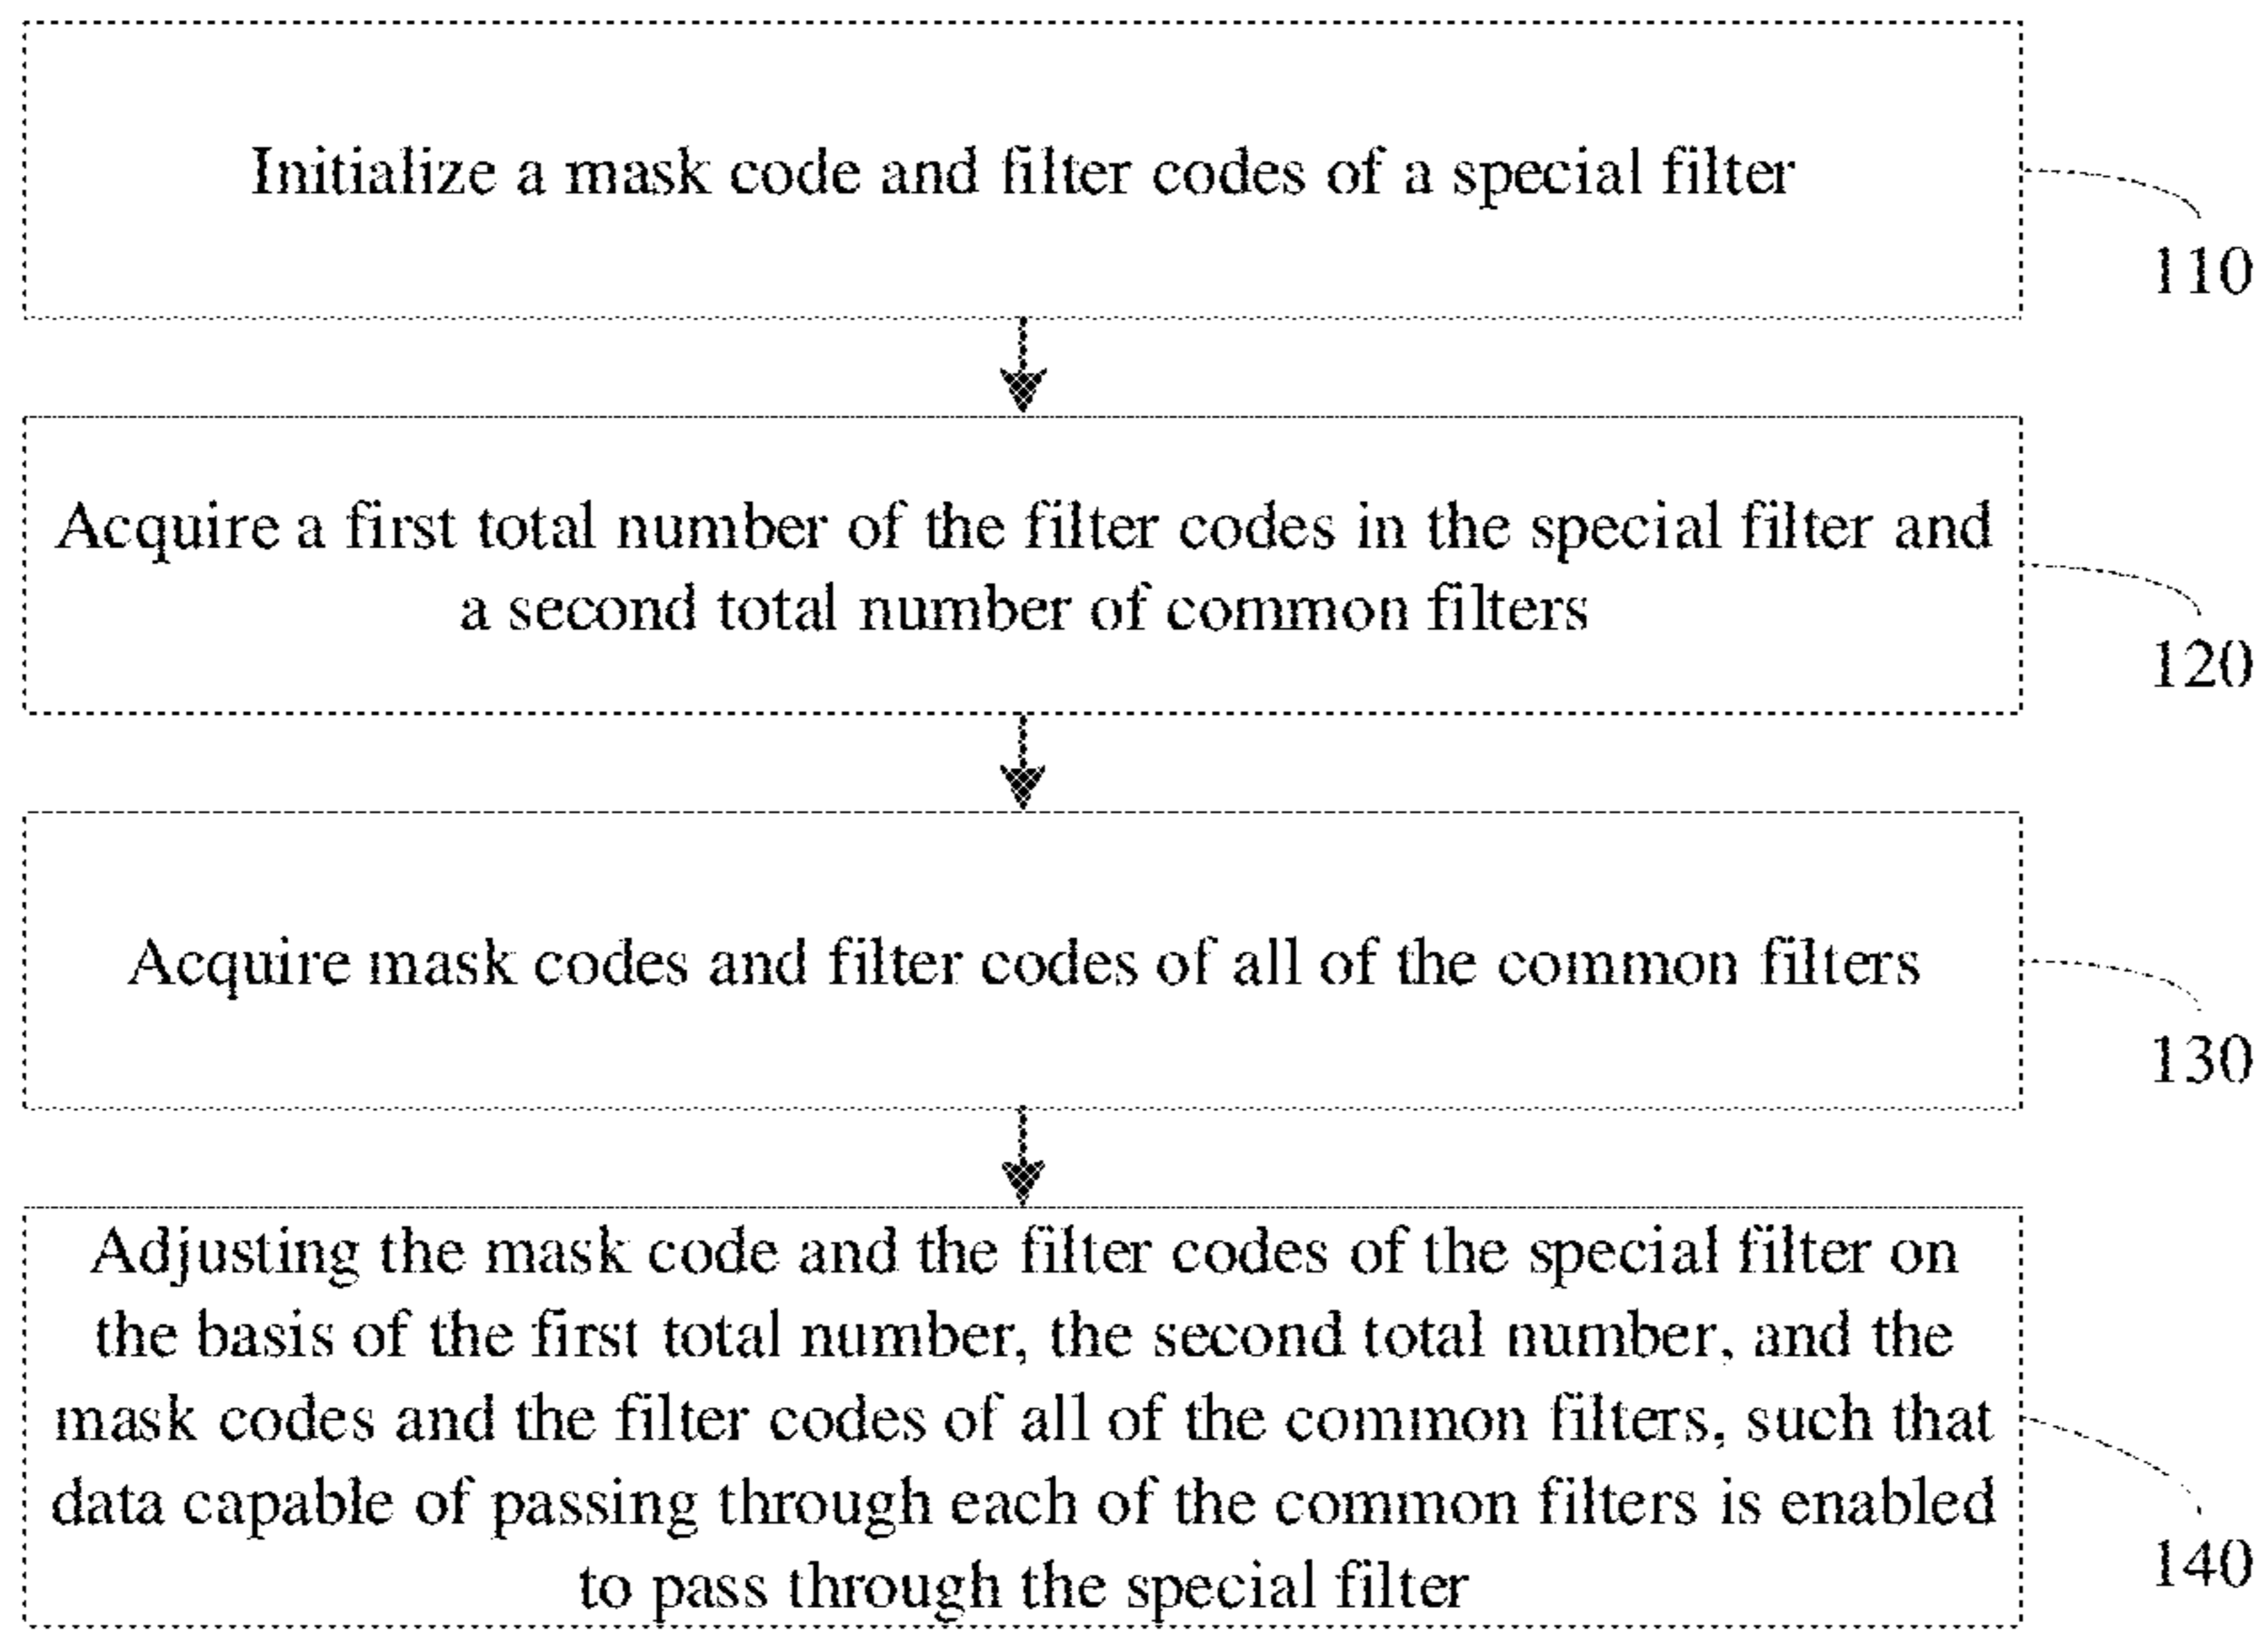 Initialize a mask code and filter codes of a special filter
110
Acquire a first total number of the filter codes in the special filter and
a second total number of common filters
120
Acquire mask codes and filter codes of all of the common filters
130
Adjusting the mask code and the filter codes of the special filter on
the basis of the first total number, the second total number, and the
mask codes and the filter codes of all of the common filters, such that
data capable of passing through each of the common filters is enabled
to pass through the special filter
140